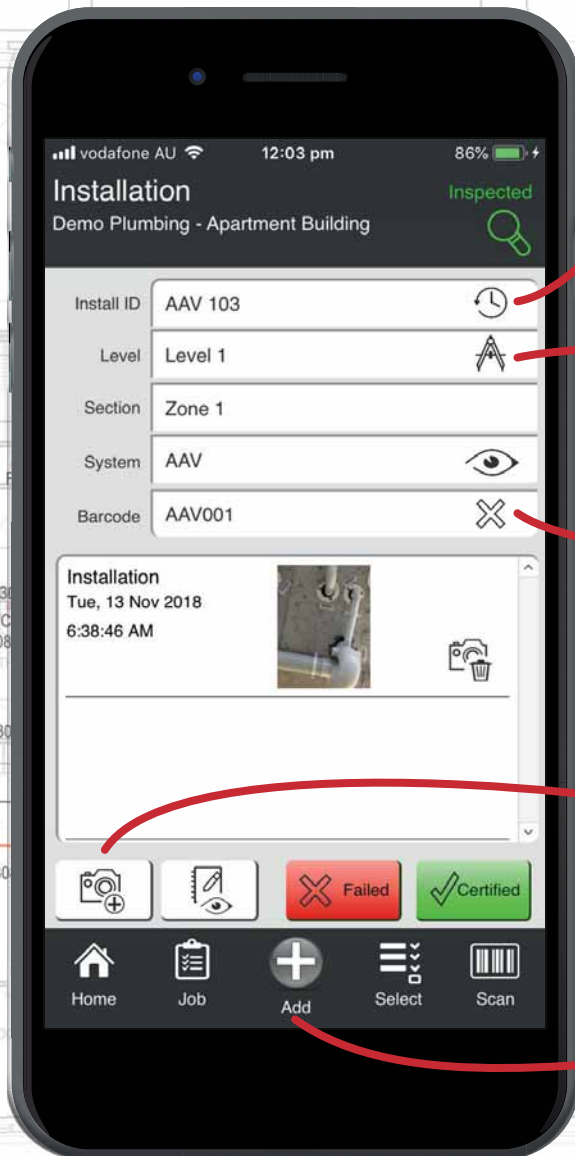 vodafone AU 12:03 pm 86%
Installation
Inspected
Demo Plumbing - Apartment Building
Install ID AAV 103
Level Level 1
Section Zone 1
System AAV
Barcode AAV001
Installation
Tue, 13 Nov 2018
6:38:46 AM
Failed
Certified
Home Job Add Select Scan